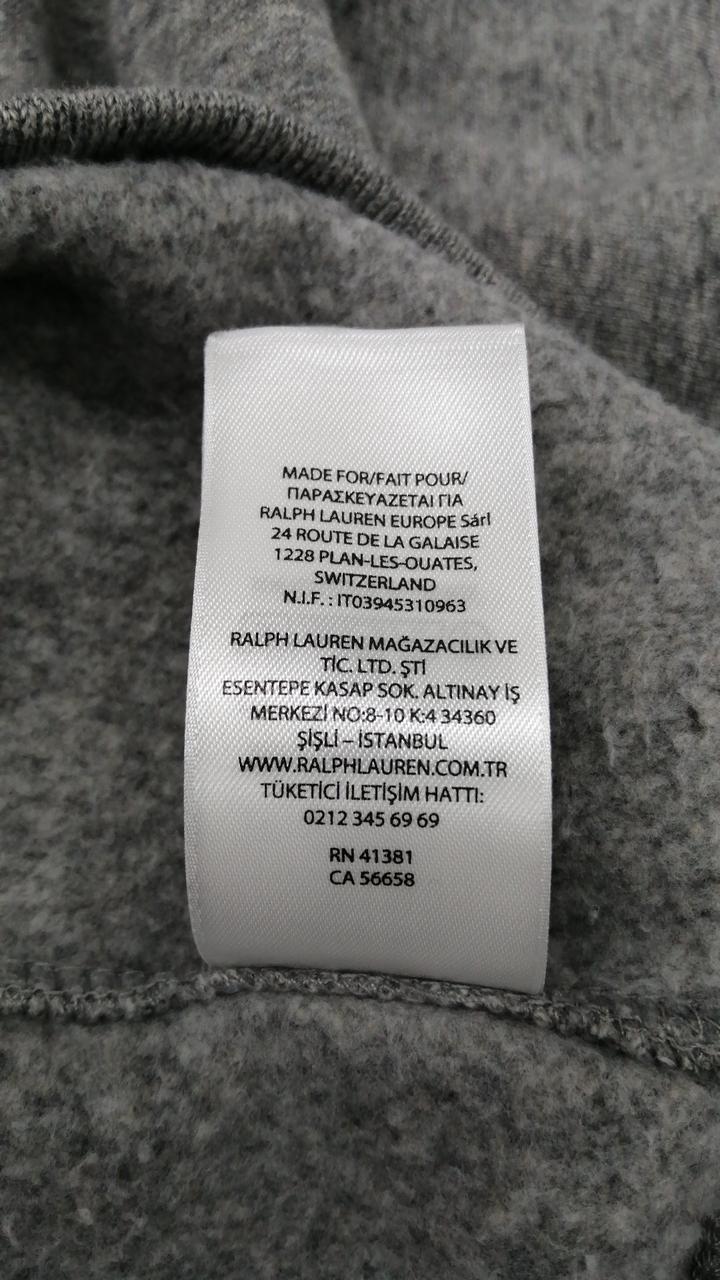 MADE FOR/FAIT POUR/
ΠΑΡΑΣΚΕΥΑΖΕΤΑΙ ΓΙΑ
RALPH LAUREN EUROPE Sárl
24 ROUTE DE LA GALAISE
1228 PLAN-LES-OUATES,
SWITZERLAND
N.I.F. : IT03945310963
RALPH LAUREN MAĞAZACILIK VE
TİC. LTD. ŞTİ
ESENTEPE KASAP SOK. ALTINAY İŞ
MERKEZİ NO:8-10 K:4 34360
ŞİŞLİ – İSTANBUL
WWW.RALPHLAUREN.COM.TR
TÜKETİCİ İLETİŞİM HATTI:
0212 345 69 69
RN 41381
CA 56658